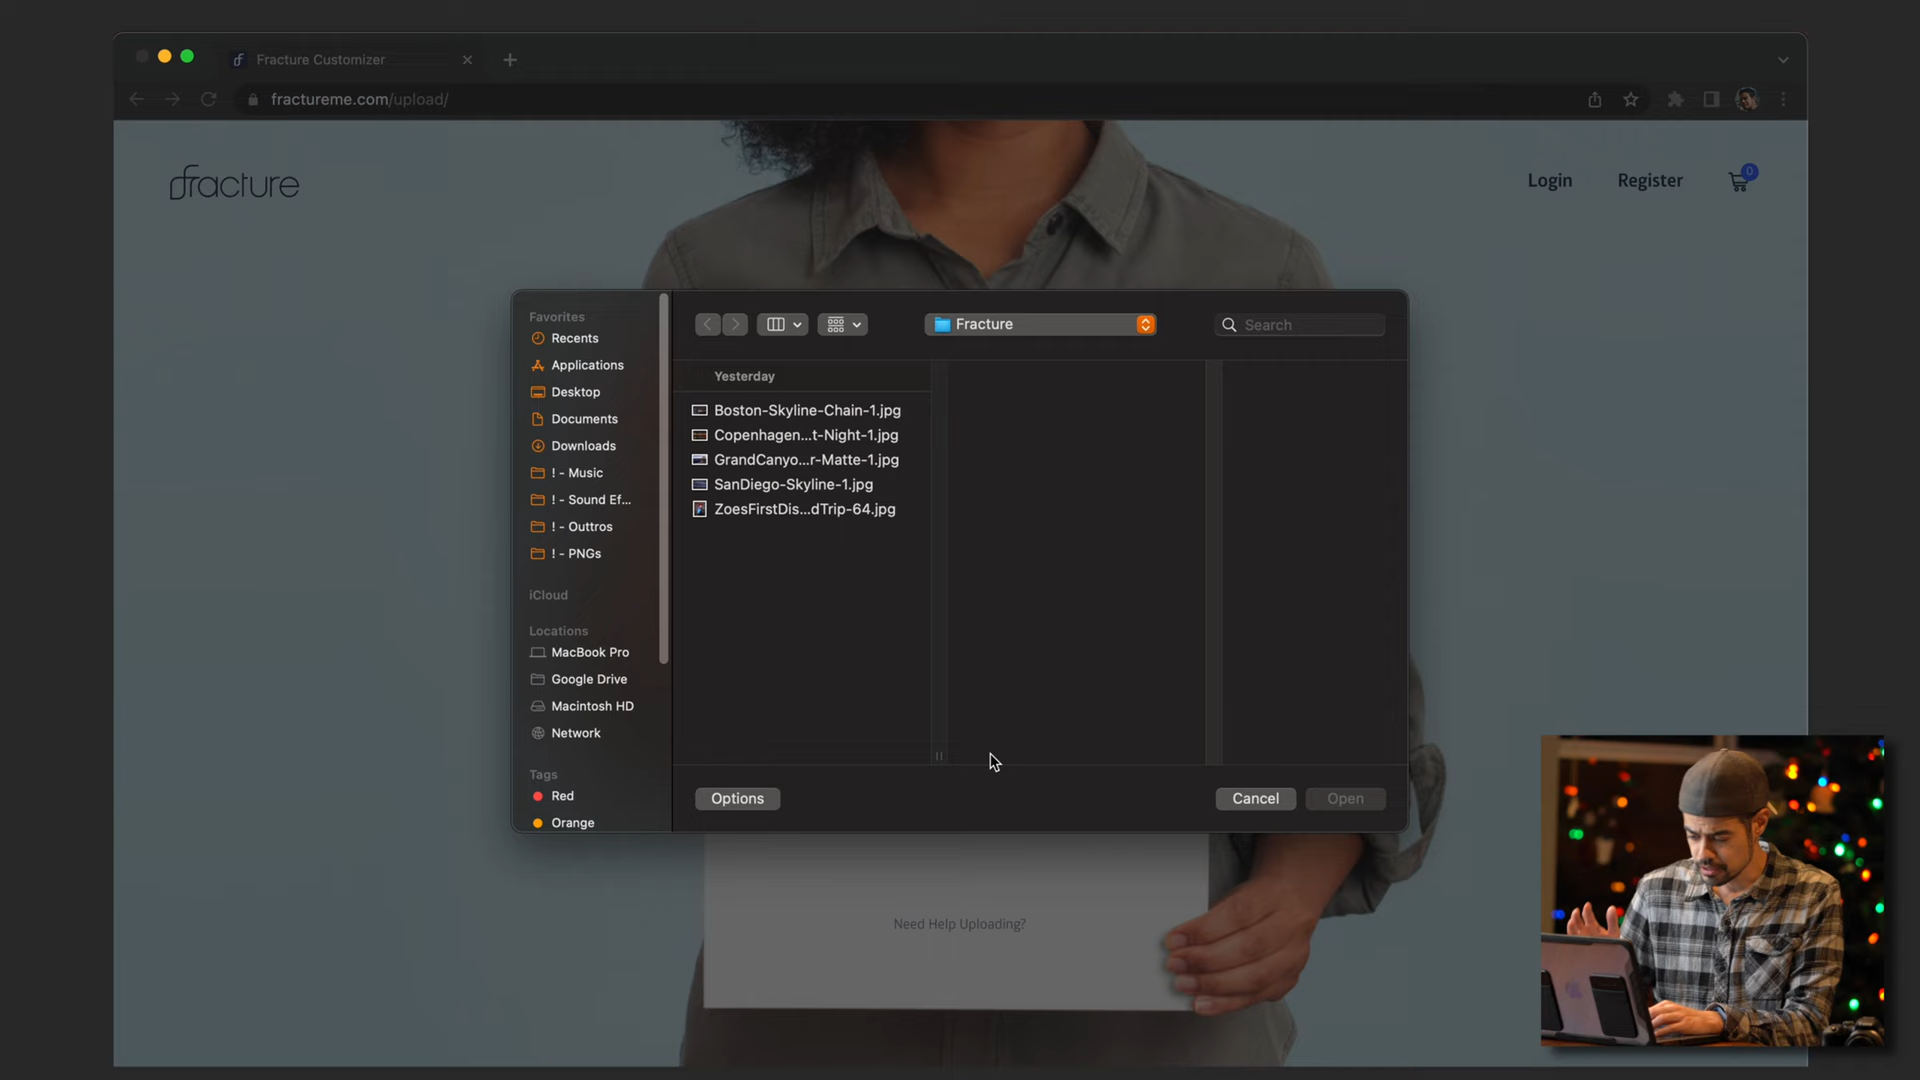 Fracture Customizer
fractureme.com/upload/
fracture
Login
Register
0
Favorites
Recents
Applications
Desktop
Documents
Downloads
! - Music
! - Sound Ef...
! - Outtros
! - PNGs
iCloud
Locations
MacBook Pro
Google Drive
Macintosh HD
Network
Tags
Red
Orange
Fracture
Search
Yesterday
Boston-Skyline-Chain-1.jpg
Copenhagen...t-Night-1.jpg
GrandCanyo...r-Matte-1.jpg
SanDiego-Skyline-1.jpg
ZoesFirstDis...dTrip-64.jpg
Options
Cancel
Open
Need Help Uploading?